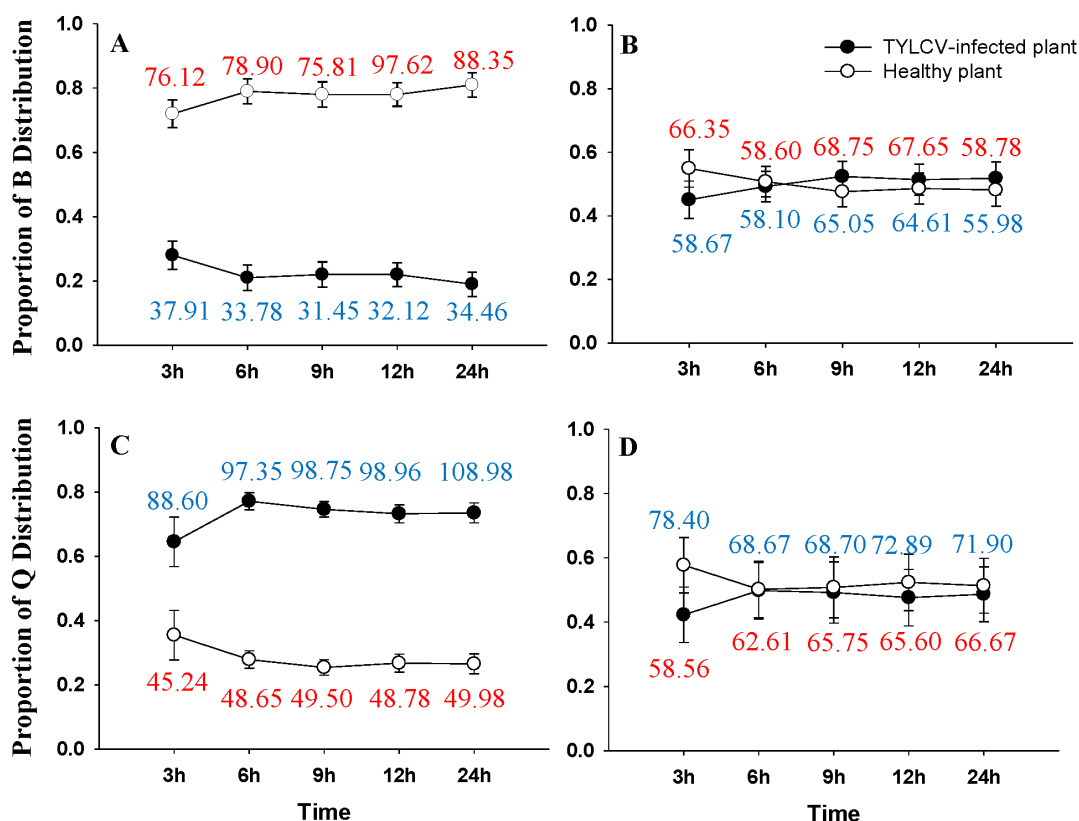 Proportion of B Distribution
A
1.0
0.8
0.6
0.4
0.2
0.0
76.12 78.90 75.81 97.62 88.35
37.91 33.78 31.45 32.12 34.46
3h 6h 9h 12h 24h
B
TYLCV-infected plant
Healthy plant
1.0
0.8
0.6
0.4
0.2
0.0
66.35 58.60 68.75 67.65 58.78
58.67 58.10 65.05 64.61 55.98
3h 6h 9h 12h 24h
Proportion of Q Distribution
C
1.0
0.8
0.6
0.4
0.2
0.0
88.60 97.35 98.75 98.96 108.98
45.24 48.65 49.50 48.78 49.98
3h 6h 9h 12h 24h
Time
D
1.0
0.8
0.6
0.4
0.2
0.0
78.40 68.67 68.70 72.89 71.90
58.56 62.61 65.75 65.60 66.67
3h 6h 9h 12h 24h
Time